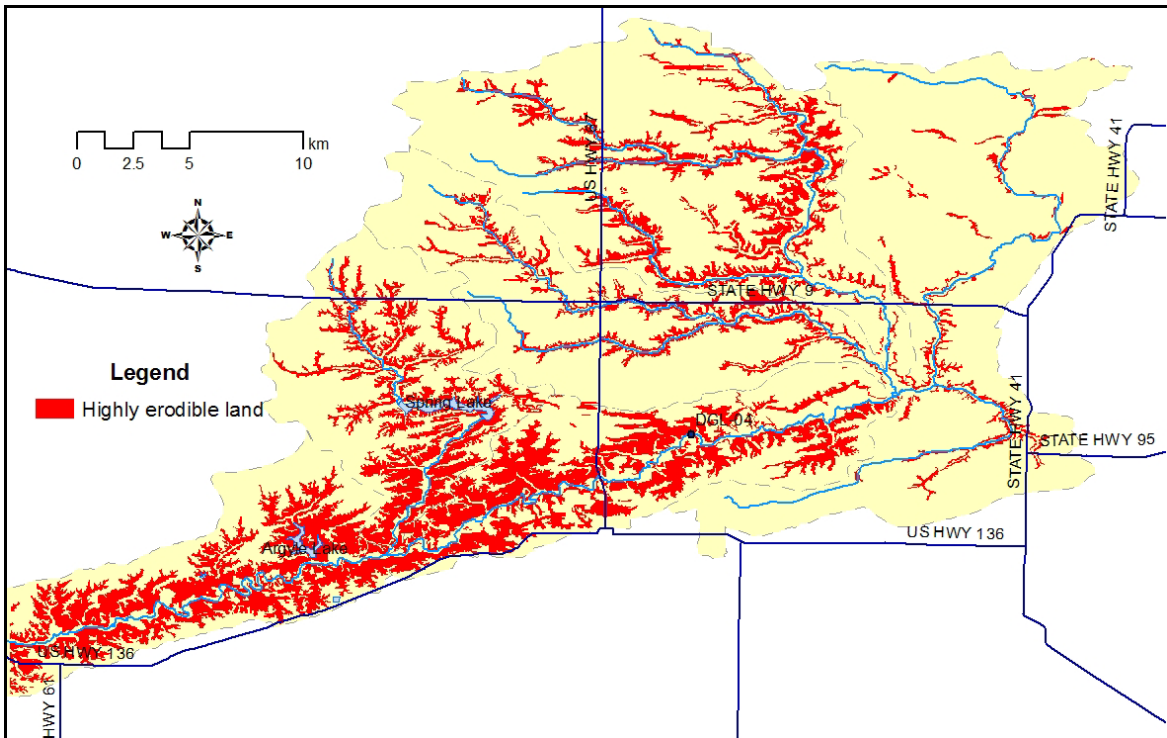 STATE HWY 41
km
0 2.5 5 10
US HWY 67
N
W E
S
STATE HWY 9
Legend
Highly erodible land
Spring Lake
DGL 04
STATE HWY 41
STATE HWY 95
US HWY 136
Argyle Lake
US HWY 136
HWY 61